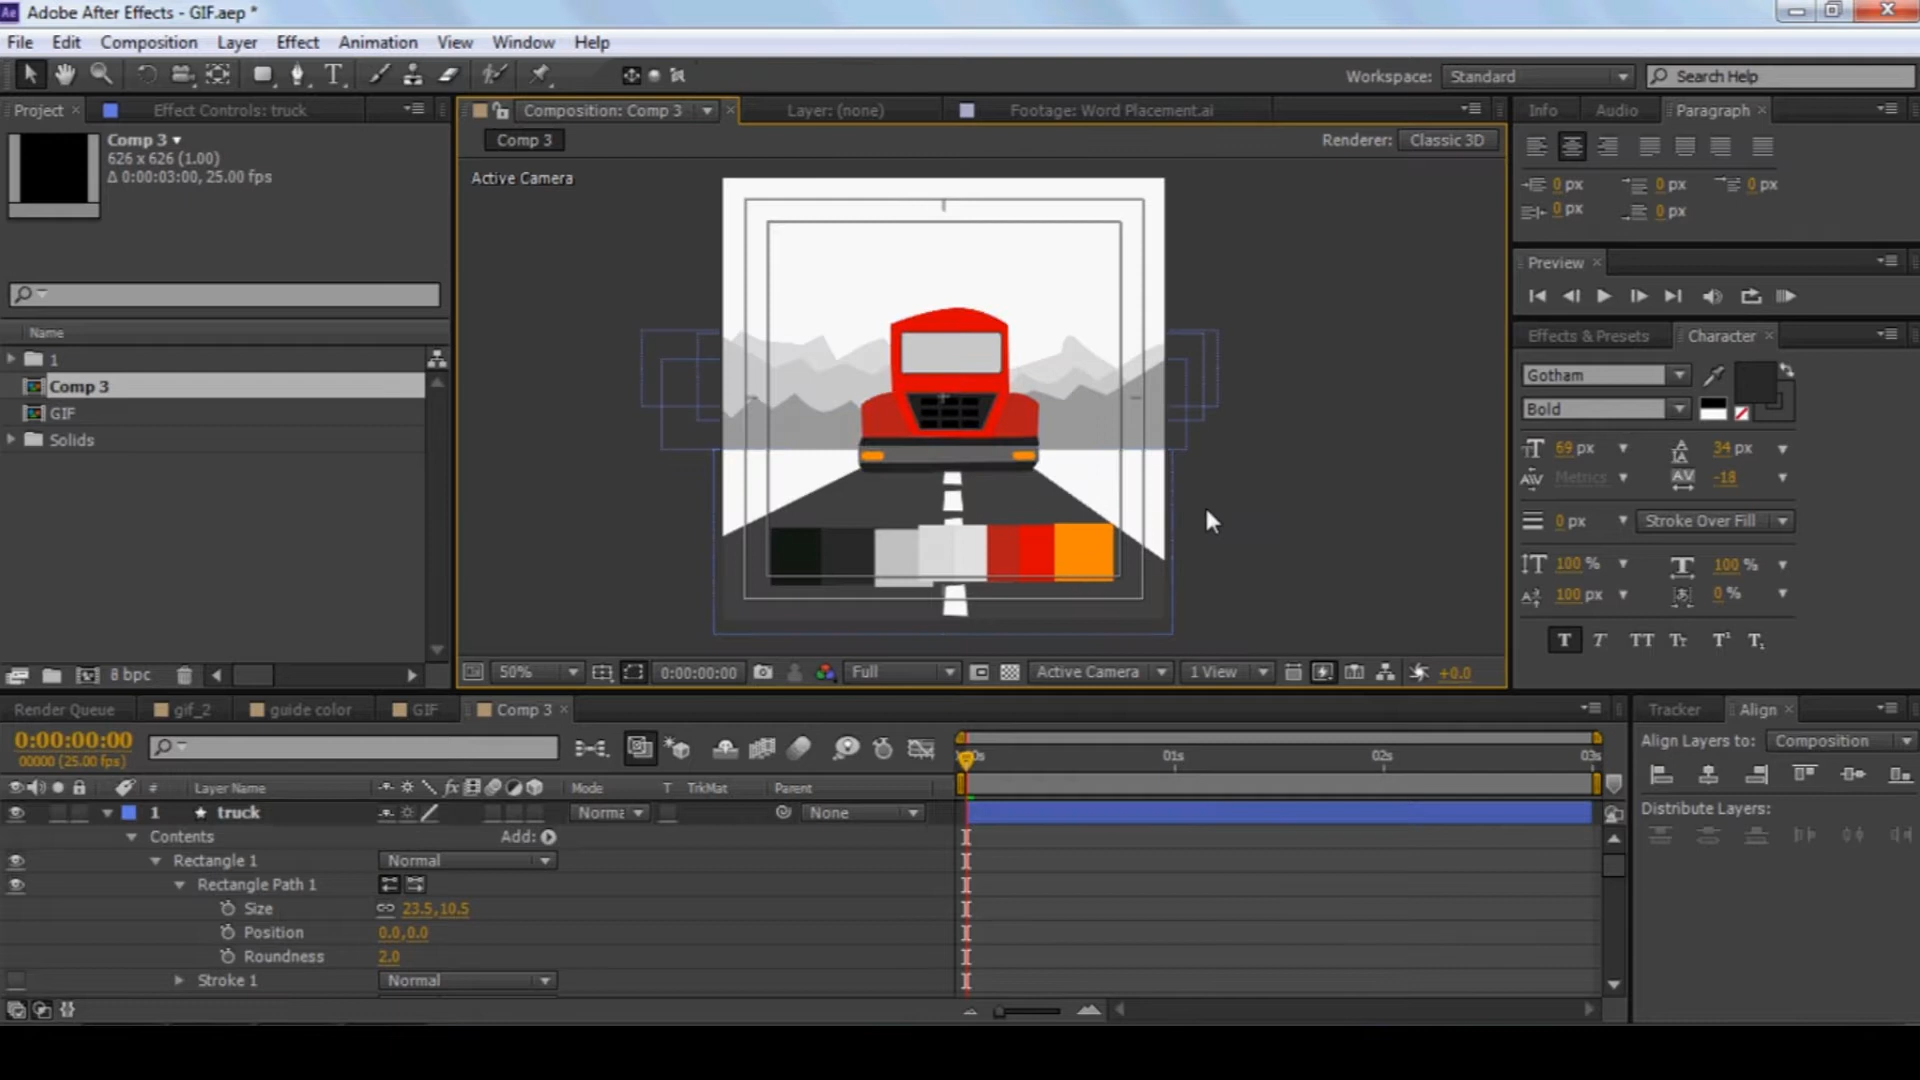 Ae Adobe After Effects - GIF.aep *
File Edit Composition Layer Effect Animation View Window Help
Workspace: Standard Search Help
Project Effect Controls: truck Composition: Comp 3 Layer: (none) Footage: Word Placement.ai Info Audio Paragraph
Comp 3
626 x 626 (1.00)
Δ 0:00:03:00, 25.00 fps
Comp 3 Renderer: Classic 3D
Active Camera
0 px 0 px 0 px
0 px 0 px
Preview
Name
1
Comp 3
GIF
Solids
8 bpc
Effects & Presets Character
Gotham
Bold
69 px 34 px
Metrics -18
0 px Stroke Over Fill
100 % 100 %
100 px 0 %
T T TT Tr T¹ T₁
50% 0:00:00:00 Full Active Camera 1 View +0.0
Render Queue gif_2 guide color GIF Comp 3
Tracker Align
0:00:00:00
00000 (25.00 fps)
0s 01s 02s 03s
Align Layers to: Composition
# Layer Name fx Mode T TrkMat Parent
Distribute Layers:
1 truck Norma None
Contents Add:
Rectangle 1 Normal
Rectangle Path 1
Size 23.5,10.5
Position 0.0,0.0
Roundness 2.0
Stroke 1 Normal